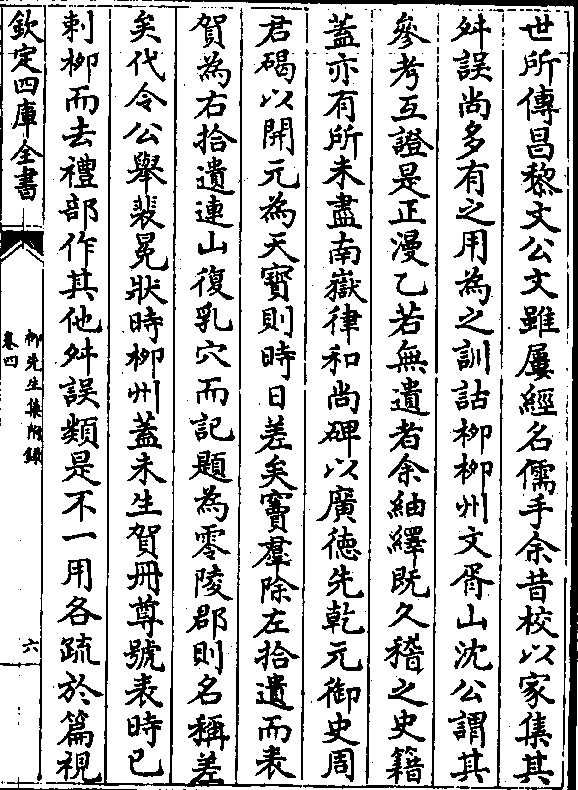 世所傳昌黎文公文雖屢經名儒手余昔校以家集其
舛誤尚多有之用為之訓詁柳柳州文胥山沈公謂其
參考互證是正漫乙若無遺者余紬繹既久稽之史籍
蓋亦有所未盡南嶽律和尚碑以廣德先乾元御史周
君碣以開元為天寳則時日差矣竇羣除左拾遺而表
賀為右拾遺連山復乳穴而記題為零陵郡則名稱差
矣代令公舉裴冕狀時柳州蓋未生賀冊尊號表時已
刺柳而去禮部作其他舛誤類是不一用各疏於篇視
欽定四庫全書
柳先生集附錄
卷四
六